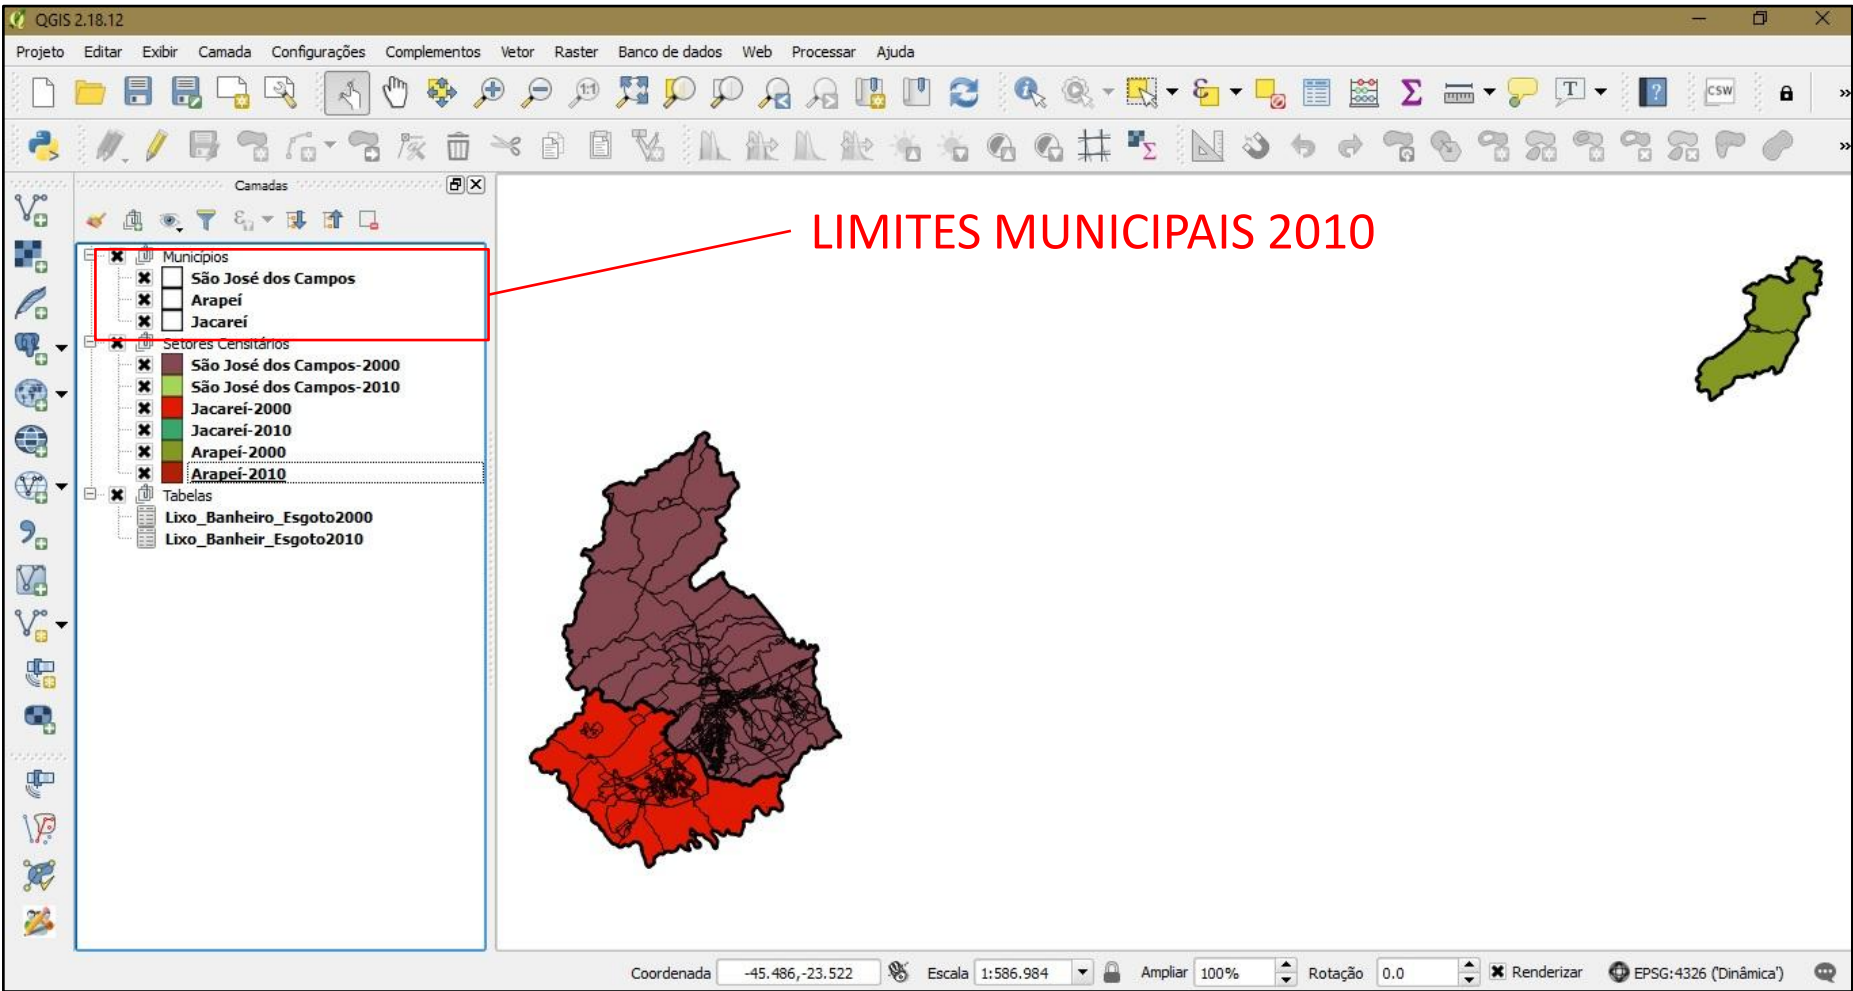 QGIS 2.18.12
Projeto Editar Exibir Camada Configurações Complementos Vetor Raster Banco de dados Web Processar Ajuda
1:1
Σ
T
?
CSW
»
ε
Σ
»
Camadas
LIMITES MUNICIPAIS 2010
Municípios
São José dos Campos
Arapeí
Jacareí
Setores Censitários
São José dos Campos-2000
São José dos Campos-2010
Jacareí-2000
Jacareí-2010
Arapeí-2000
Arapeí-2010
Tabelas
Lixo_Banheiro_Esgoto2000
Lixo_Banheir_Esgoto2010
Coordenada -45.486,-23.522 Escala 1:586.984 Ampliar 100% Rotação 0.0 Renderizar EPSG:4326 ('Dinâmica')